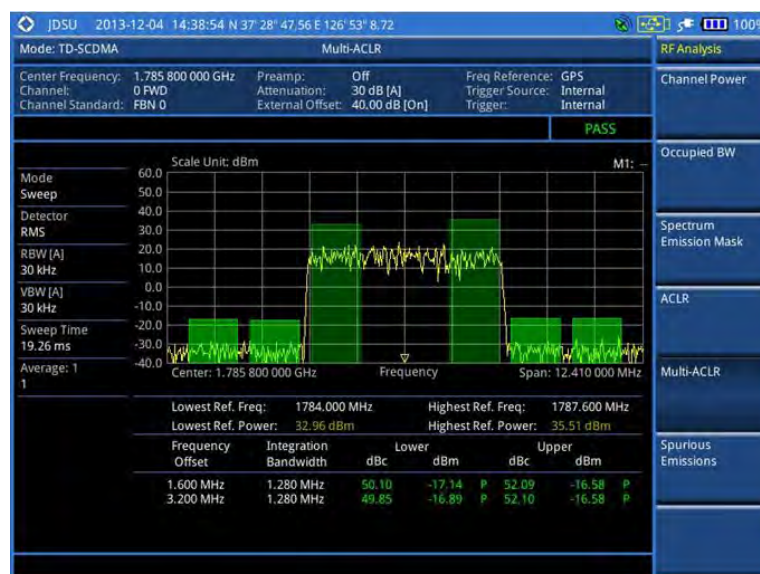 JDSU 2013-12-04 14:38:54 N 37° 28" 47.56 E 126° 53" 8.72 100%
Mode: TD-SCDMA Multi-ACLR RF Analysis
Center Frequency: 1.785 800 000 GHz Preamp: Off Freq Reference: GPS
Channel: 0 FWD Attenuation: 30 dB [A] Trigger Source: Internal
Channel Standard: FBN 0 External Offset: 40.00 dB [On] Trigger: Internal
PASS
Channel Power
Occupied BW
Spectrum
Emission Mask
ACLR
Multi-ACLR
Spurious
Emissions
Mode
Sweep
Detector
RMS
RBW [A]
30 kHz
VBW [A]
30 kHz
Sweep Time
19.26 ms
Average: 1
1
Scale Unit: dBm M1: --
60.0
50.0
40.0
30.0
20.0
10.0
-0.0
-10.0
-20.0
-30.0
-40.0
Center: 1.785 800 000 GHz Frequency Span: 12.410 000 MHz
Lowest Ref. Freq: 1784.000 MHz Highest Ref. Freq: 1787.600 MHz
Lowest Ref. Power: 32.96 dBm Highest Ref. Power: 35.51 dBm
Frequency Integration Lower Upper
Offset Bandwidth dBc dBm dBc dBm
1.600 MHz 1.280 MHz 50.10 -17.14 P 52.09 -16.58 P
3.200 MHz 1.280 MHz 49.85 -16.89 P 52.10 -16.58 P